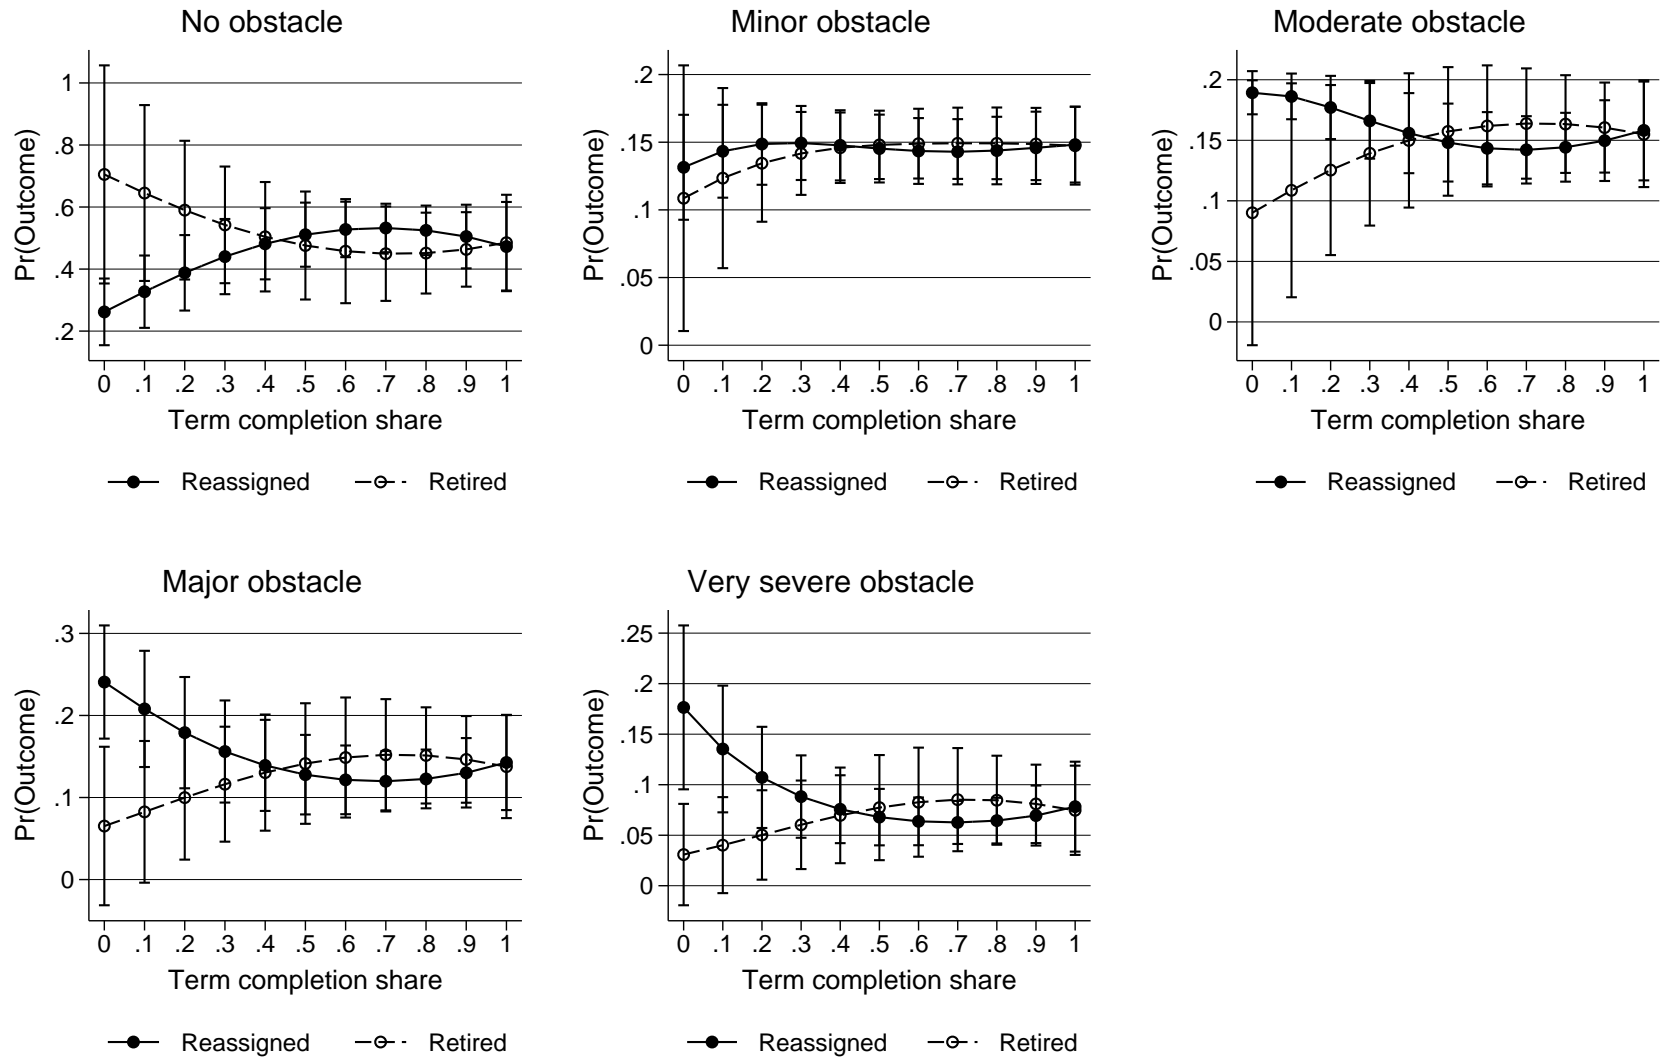 No obstacle
Pr(Outcome)
1
.8
.6
.4
.2
0 .1 .2 .3 .4 .5 .6 .7 .8 .9 1
Term completion share
Reassigned Retired
Minor obstacle
Pr(Outcome)
.2
.15
.1
.05
0
0 .1 .2 .3 .4 .5 .6 .7 .8 .9 1
Term completion share
Reassigned Retired
Moderate obstacle
Pr(Outcome)
.2
.15
.1
.05
0
0 .1 .2 .3 .4 .5 .6 .7 .8 .9 1
Term completion share
Reassigned Retired
Major obstacle
Pr(Outcome)
.3
.2
.1
0
0 .1 .2 .3 .4 .5 .6 .7 .8 .9 1
Term completion share
Reassigned Retired
Very severe obstacle
Pr(Outcome)
.25
.2
.15
.1
.05
0
0 .1 .2 .3 .4 .5 .6 .7 .8 .9 1
Term completion share
Reassigned Retired